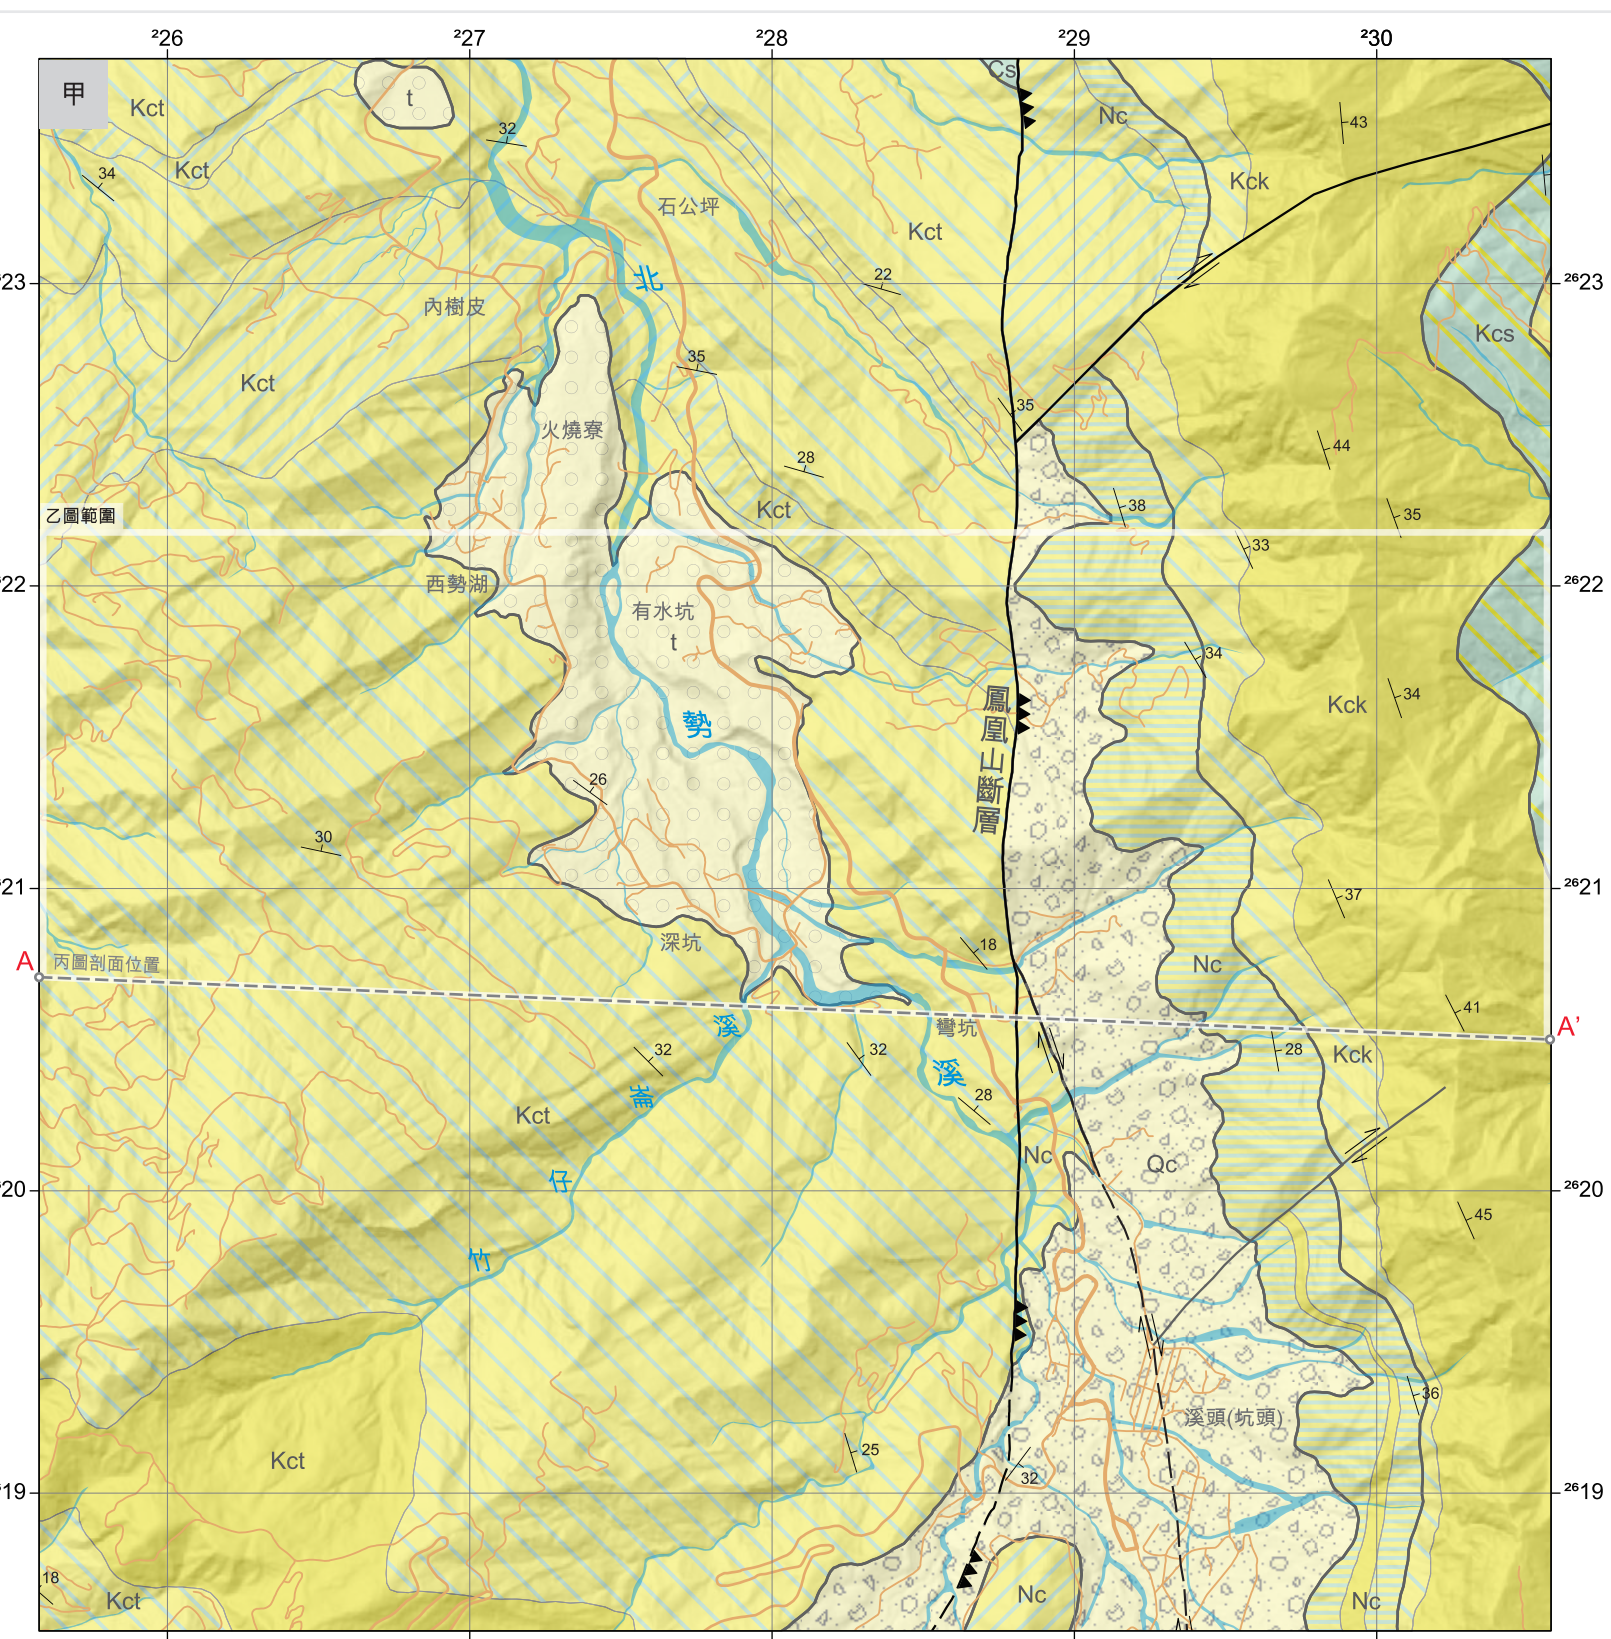 ²26 ²27 ²28 ²29 ²30
甲
Cs
t
Kct
Nc
32
43
Kct
34
Kck
石公坪
Kct
北
22
²⁶23
內樹皮
Kcs
35
Kct
35
火燒寮
44
28
38
Kct
35
乙圖範圍
33
西勢湖
22
²⁶22
有水坑
t
34
34
Kck
鳳凰山斷層
勢
26
30
²⁶21
37
深坑
18
A
丙圖剖面位置
Nc
41
溪
彎坑
A'
32
32
28
Kck
溪
28
崙
Kct
Nc
Qc
仔
20
²⁶20
45
竹
36
溪頭(坑頭)
25
Kct
32
19
²⁶19
18
Kct
Nc
Nc